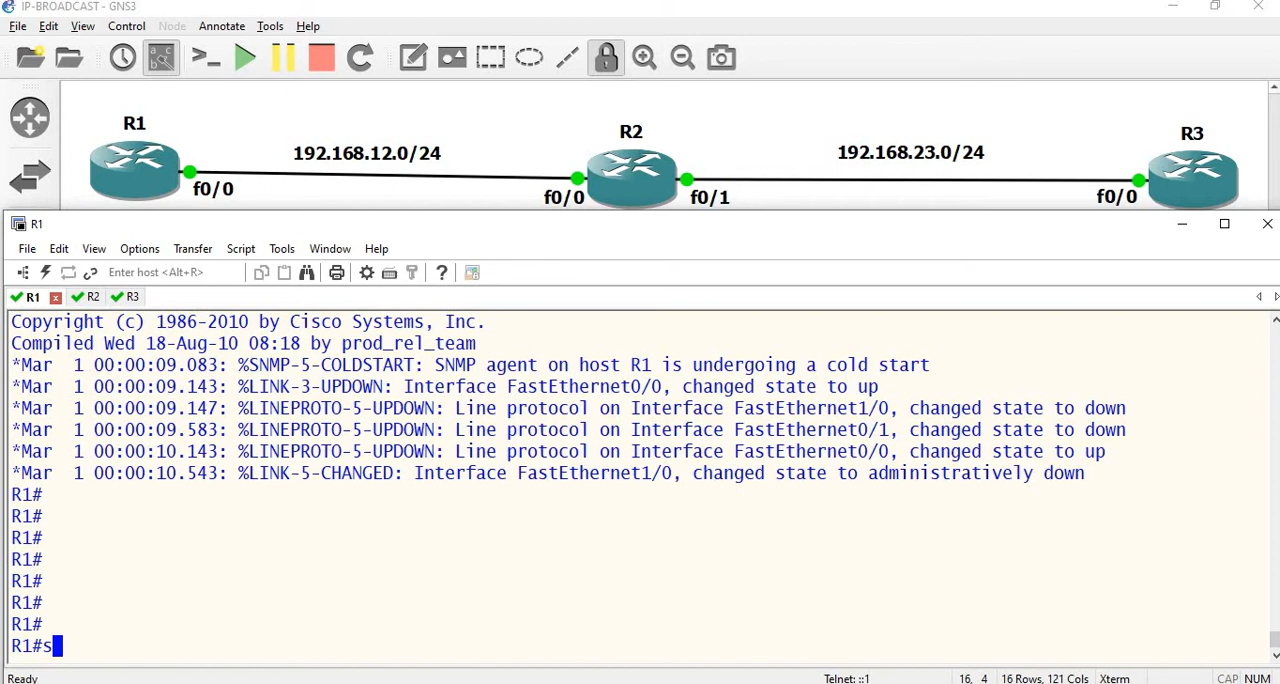 IP-BROADCAST - GNS3
File Edit View Control Node Annotate Tools Help
R1
R2
R3
192.168.12.0/24
192.168.23.0/24
f0/0
f0/0
f0/1
f0/0
R1
File Edit View Options Transfer Script Tools Window Help
Enter host <Alt+R>
R1 R2 R3
Copyright (c) 1986-2010 by Cisco Systems, Inc.
Compiled Wed 18-Aug-10 08:18 by prod_rel_team
*Mar  1 00:00:09.083: %SNMP-5-COLDSTART: SNMP agent on host R1 is undergoing a cold start
*Mar  1 00:00:09.143: %LINK-3-UPDOWN: Interface FastEthernet0/0, changed state to up
*Mar  1 00:00:09.147: %LINEPROTO-5-UPDOWN: Line protocol on Interface FastEthernet1/0, changed state to down
*Mar  1 00:00:09.583: %LINEPROTO-5-UPDOWN: Line protocol on Interface FastEthernet0/1, changed state to down
*Mar  1 00:00:10.143: %LINEPROTO-5-UPDOWN: Line protocol on Interface FastEthernet0/0, changed state to up
*Mar  1 00:00:10.543: %LINK-5-CHANGED: Interface FastEthernet1/0, changed state to administratively down
R1#
R1#
R1#
R1#
R1#
R1#
R1#
R1#s
Ready Telnet: ::1 16, 4 16 Rows, 121 Cols Xterm CAP NUM